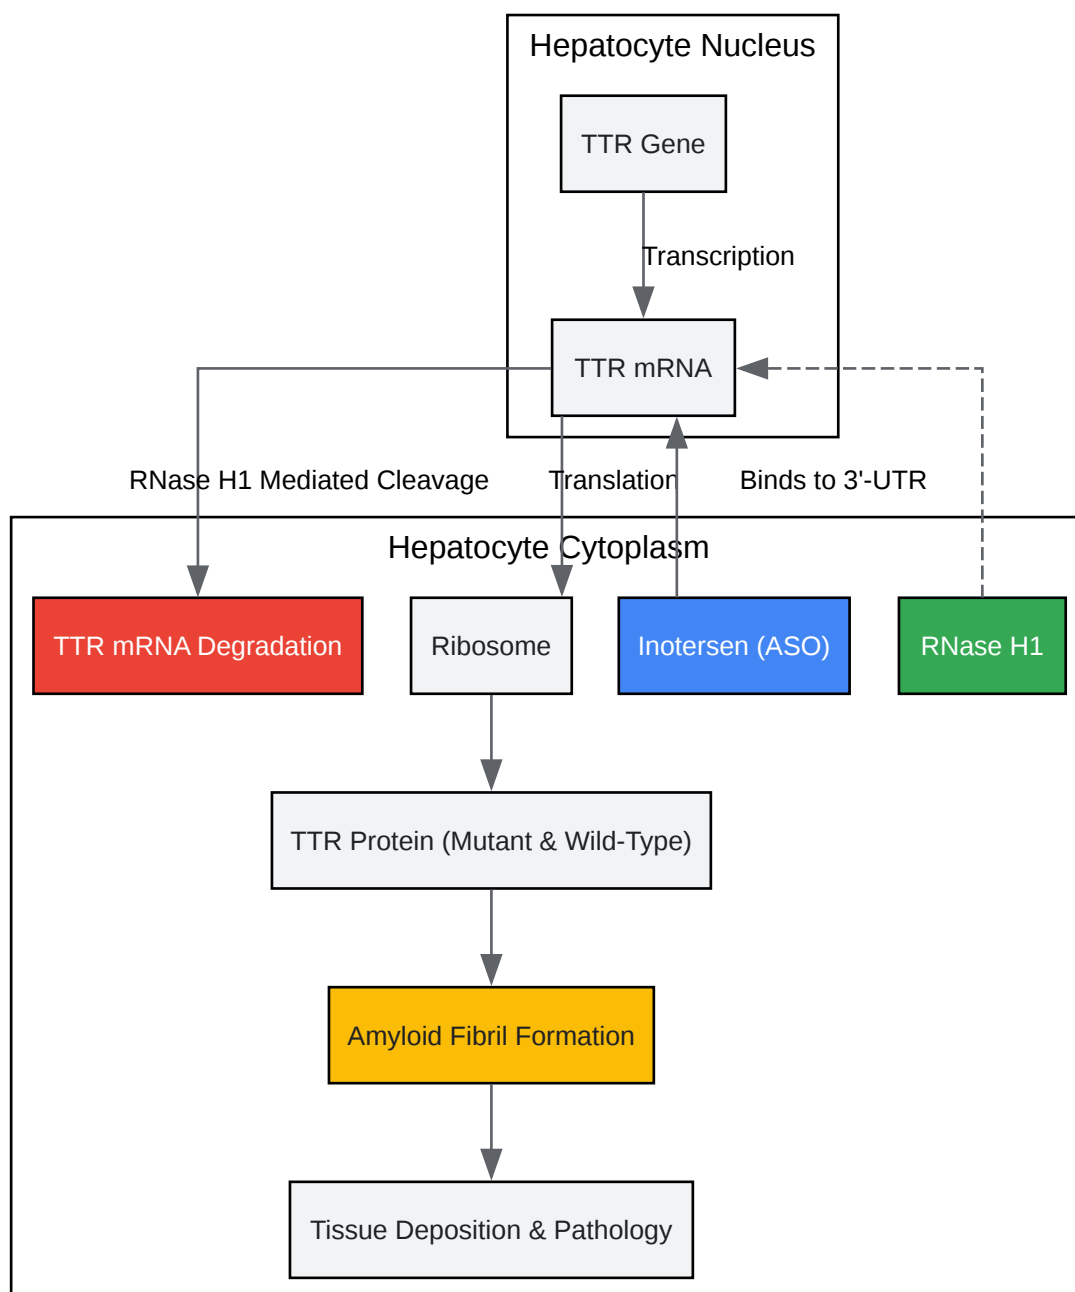 Hepatocyte Nucleus
TTR Gene
Transcription
TTR mRNA
RNase H1 Mediated Cleavage
Translation
Binds to 3'-UTR
Hepatocyte Cytoplasm
TTR mRNA Degradation
Ribosome
Inotersen (ASO)
RNase H1
TTR Protein (Mutant & Wild-Type)
Amyloid Fibril Formation
Tissue Deposition & Pathology